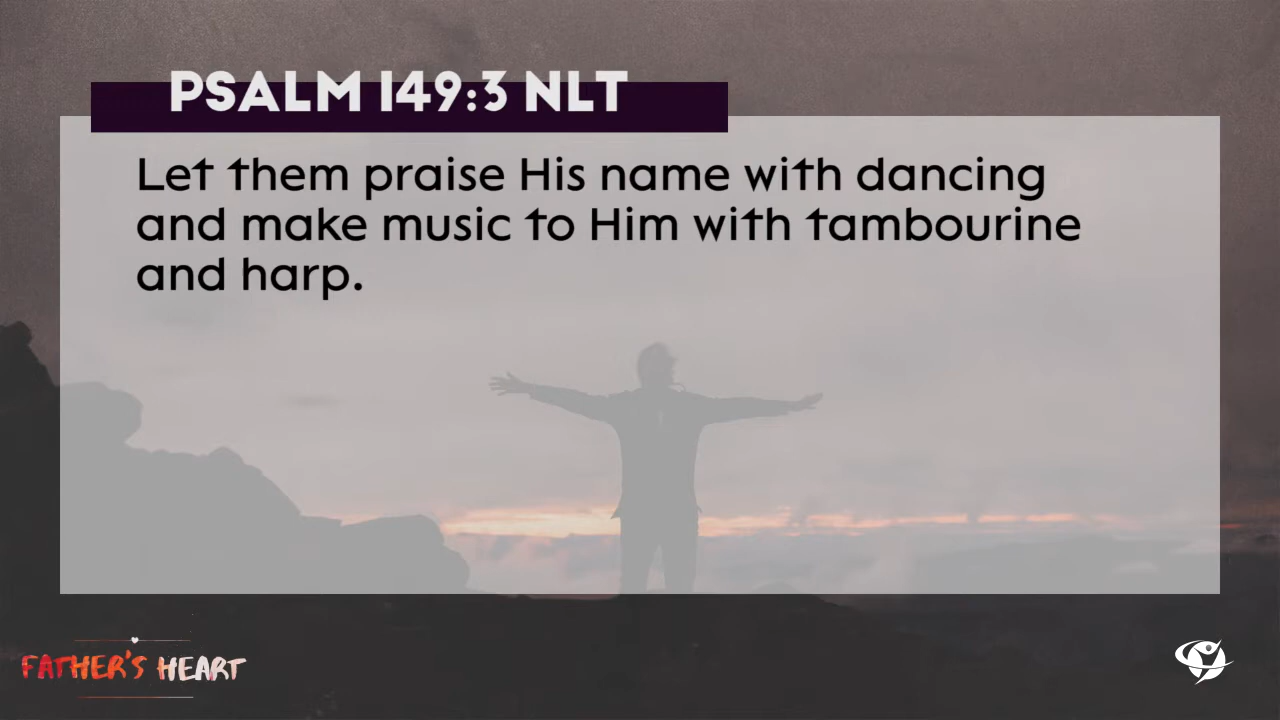 PSALM 149:3 NLT
Let them praise His name with dancing
and make music to Him with tambourine
and harp.
FATHER'S HEART